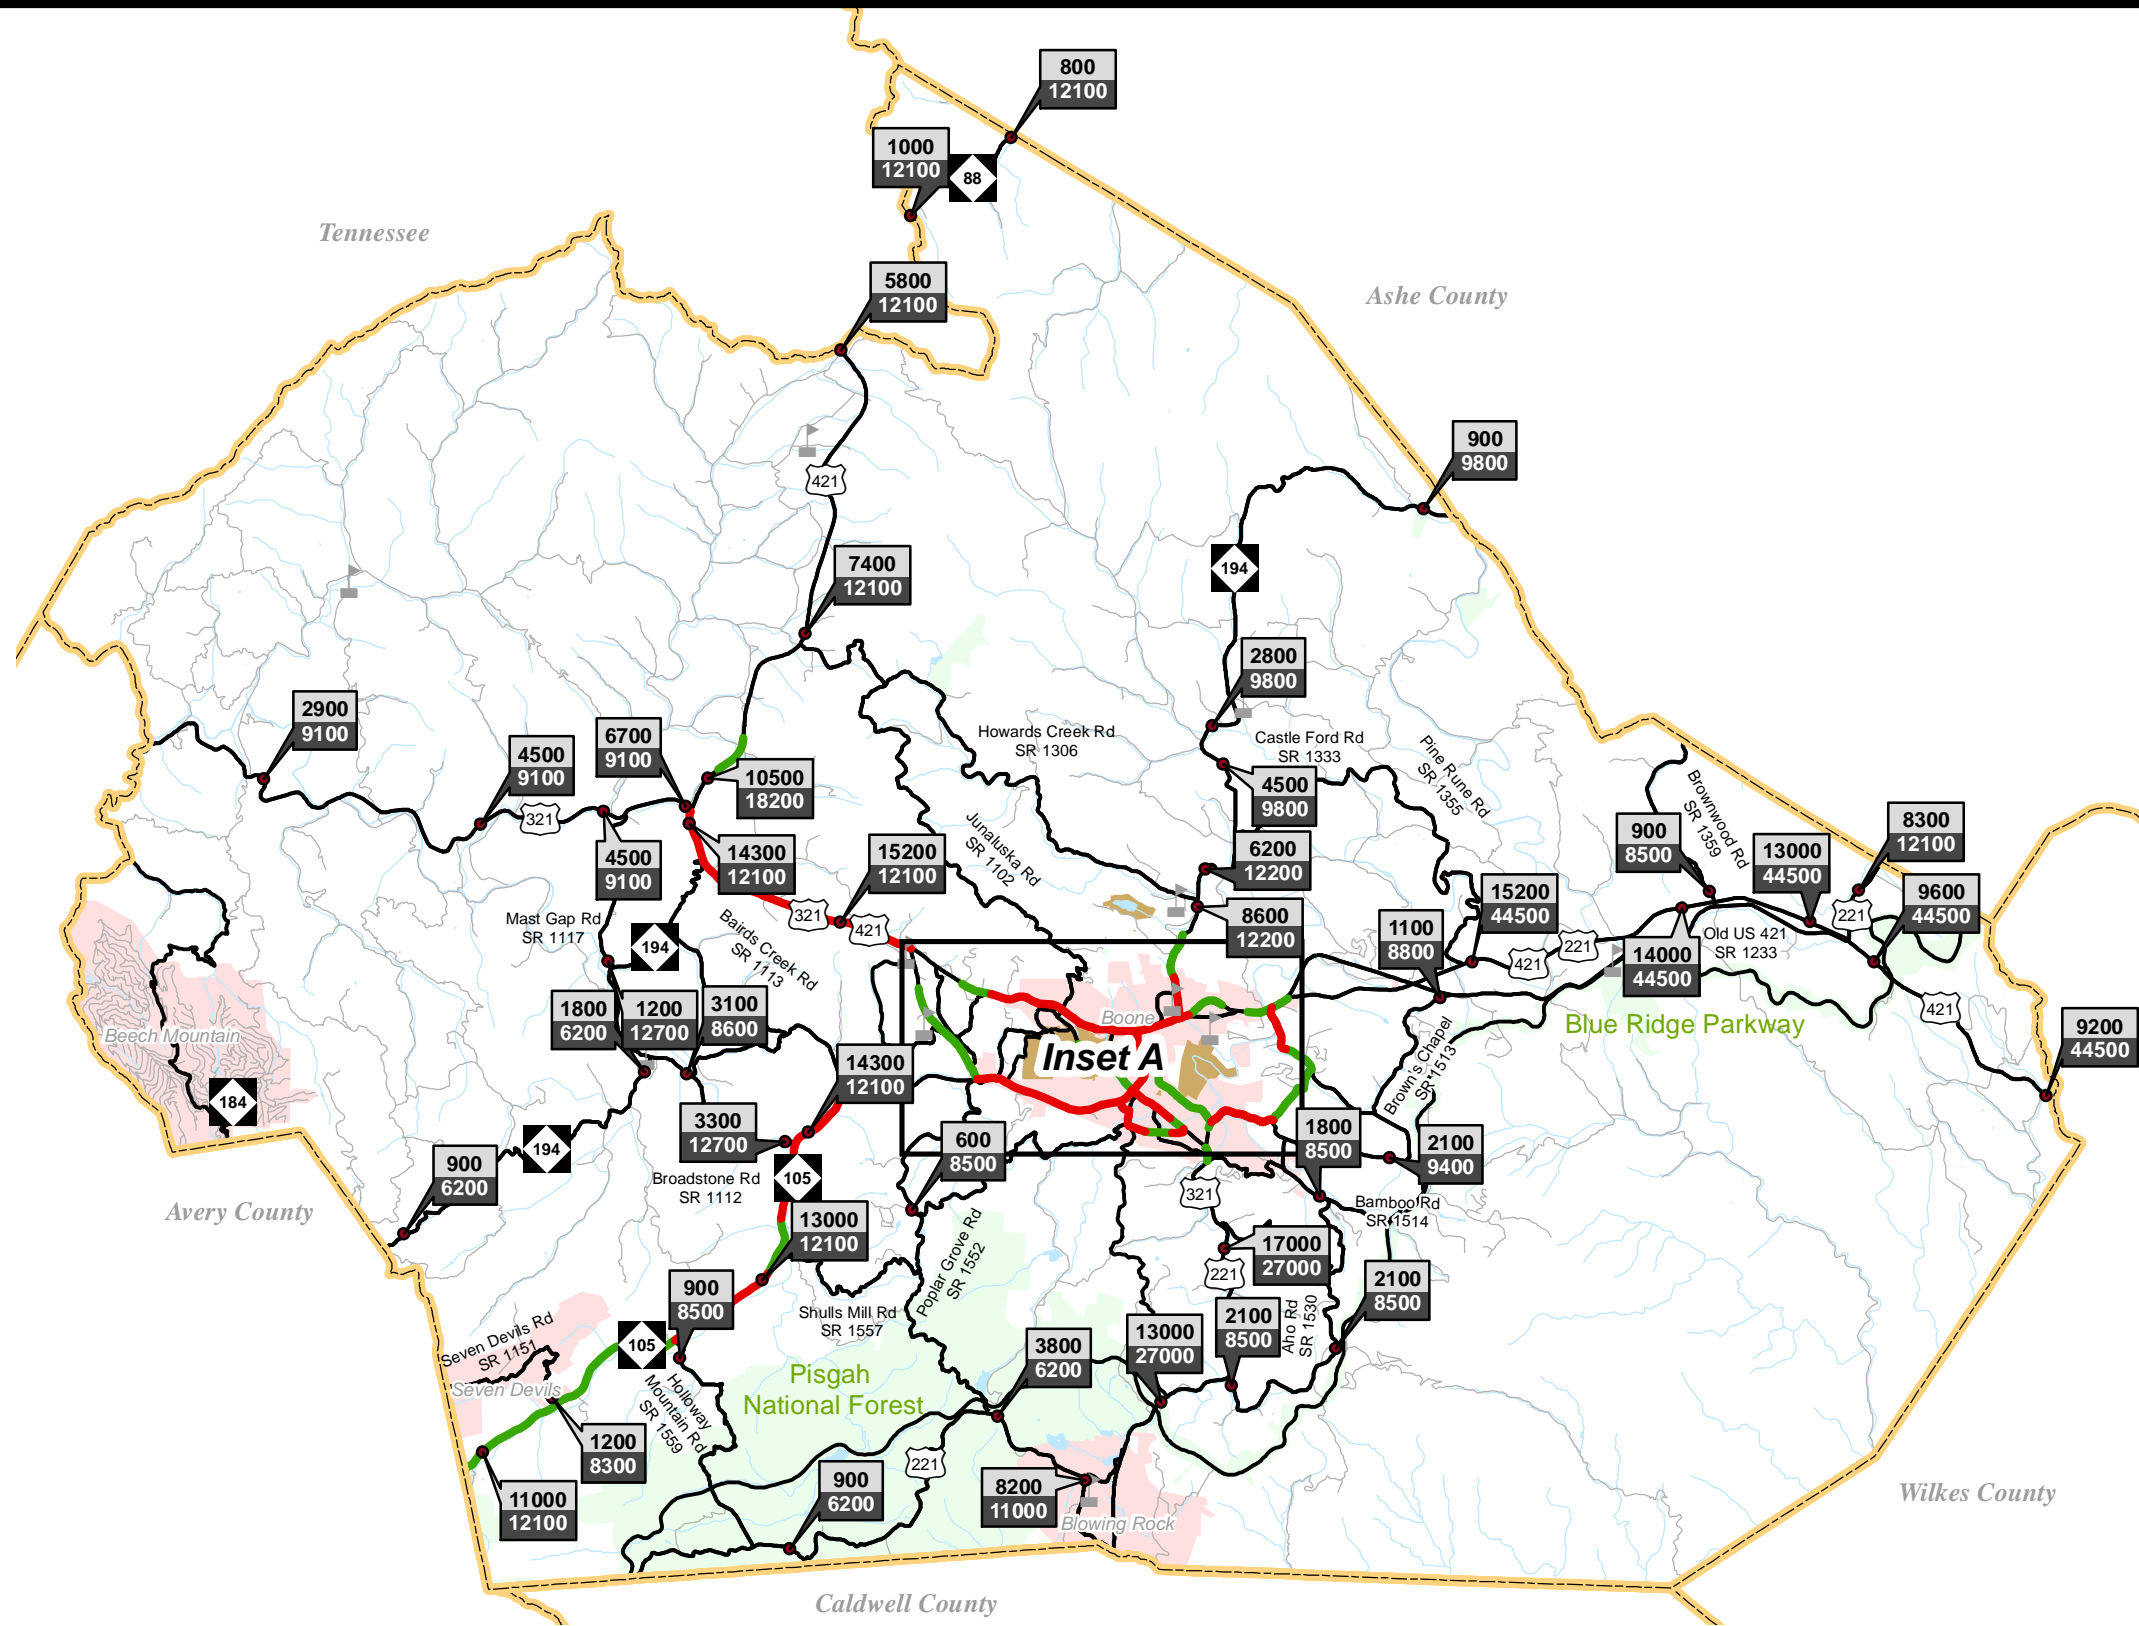 800
12100
1000
12100
88
Tennessee
5800
12100
Ashe County
421
900
9800
7400
12100
194
2800
9800
2900
9100
6700
9100
4500
9100
Howards Creek Rd
SR 1306
Castle Ford Rd
SR 1333
Pine Rune Rd
SR 1355
10500
18200
4500
9800
Brownwood Rd
SR 1359
321
4500
9100
14300
12100
15200
12100
Junaluska Rd
SR 1102
6200
12200
900
8500
13000
44500
8300
12100
15200
44500
9600
44500
8600
12200
1100
8800
321
421
221
Mast Gap Rd
SR 1117
194
Bairds Creek Rd
SR 1113
421
221
14000
44500
Old US 421
SR 1233
1800
6200
1200
12700
3100
8600
Boone
421
Beech Mountain
Blue Ridge Parkway
9200
44500
14300
12100
Inset A
Brown's Chapel
SR 1513
184
3300
12700
600
8500
1800
8500
2100
9400
194
900
6200
Broadstone Rd
SR 1112
105
321
Bamboo Rd
SR 1514
Avery County
13000
12100
Poplar Grove Rd
SR 1552
17000
27000
221
2100
8500
900
8500
Shulls Mill Rd
SR 1557
Aho Rd
SR 1530
2100
8500
13000
27000
3800
6200
Seven Devils Rd
SR 1151
105
Pisgah
National Forest
Seven Devils
Holloway
Mountain Rd
SR 1559
1200
8300
221
900
6200
8200
11000
11000
12100
Blowing Rock
Wilkes County
Caldwell County